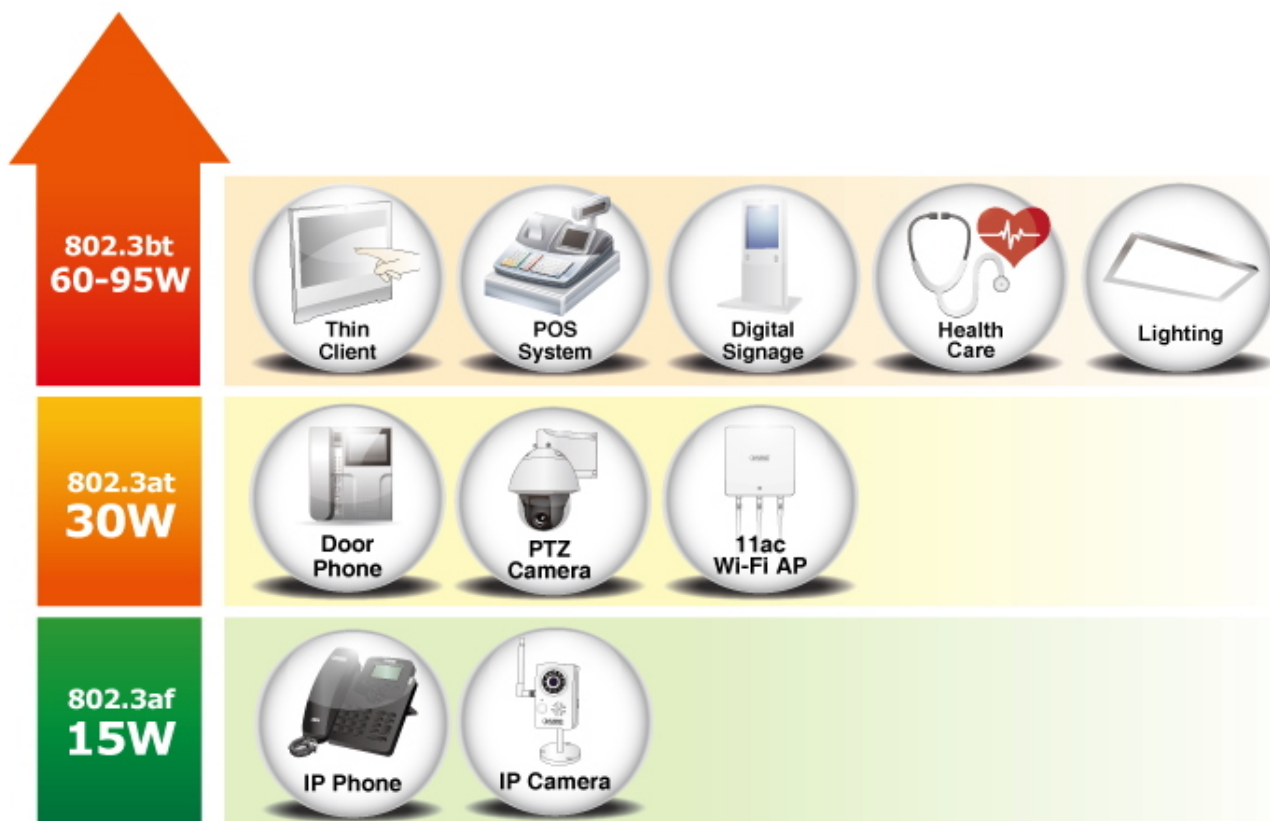 802.3bt
60-95W
Thin
Client
POS
System
Digital
Signage
Health
Care
Lighting
802.3at
30W
Door
Phone
PTZ
Camera
11ac
Wi-Fi AP
802.3af
15W
IP Phone
IP Camera